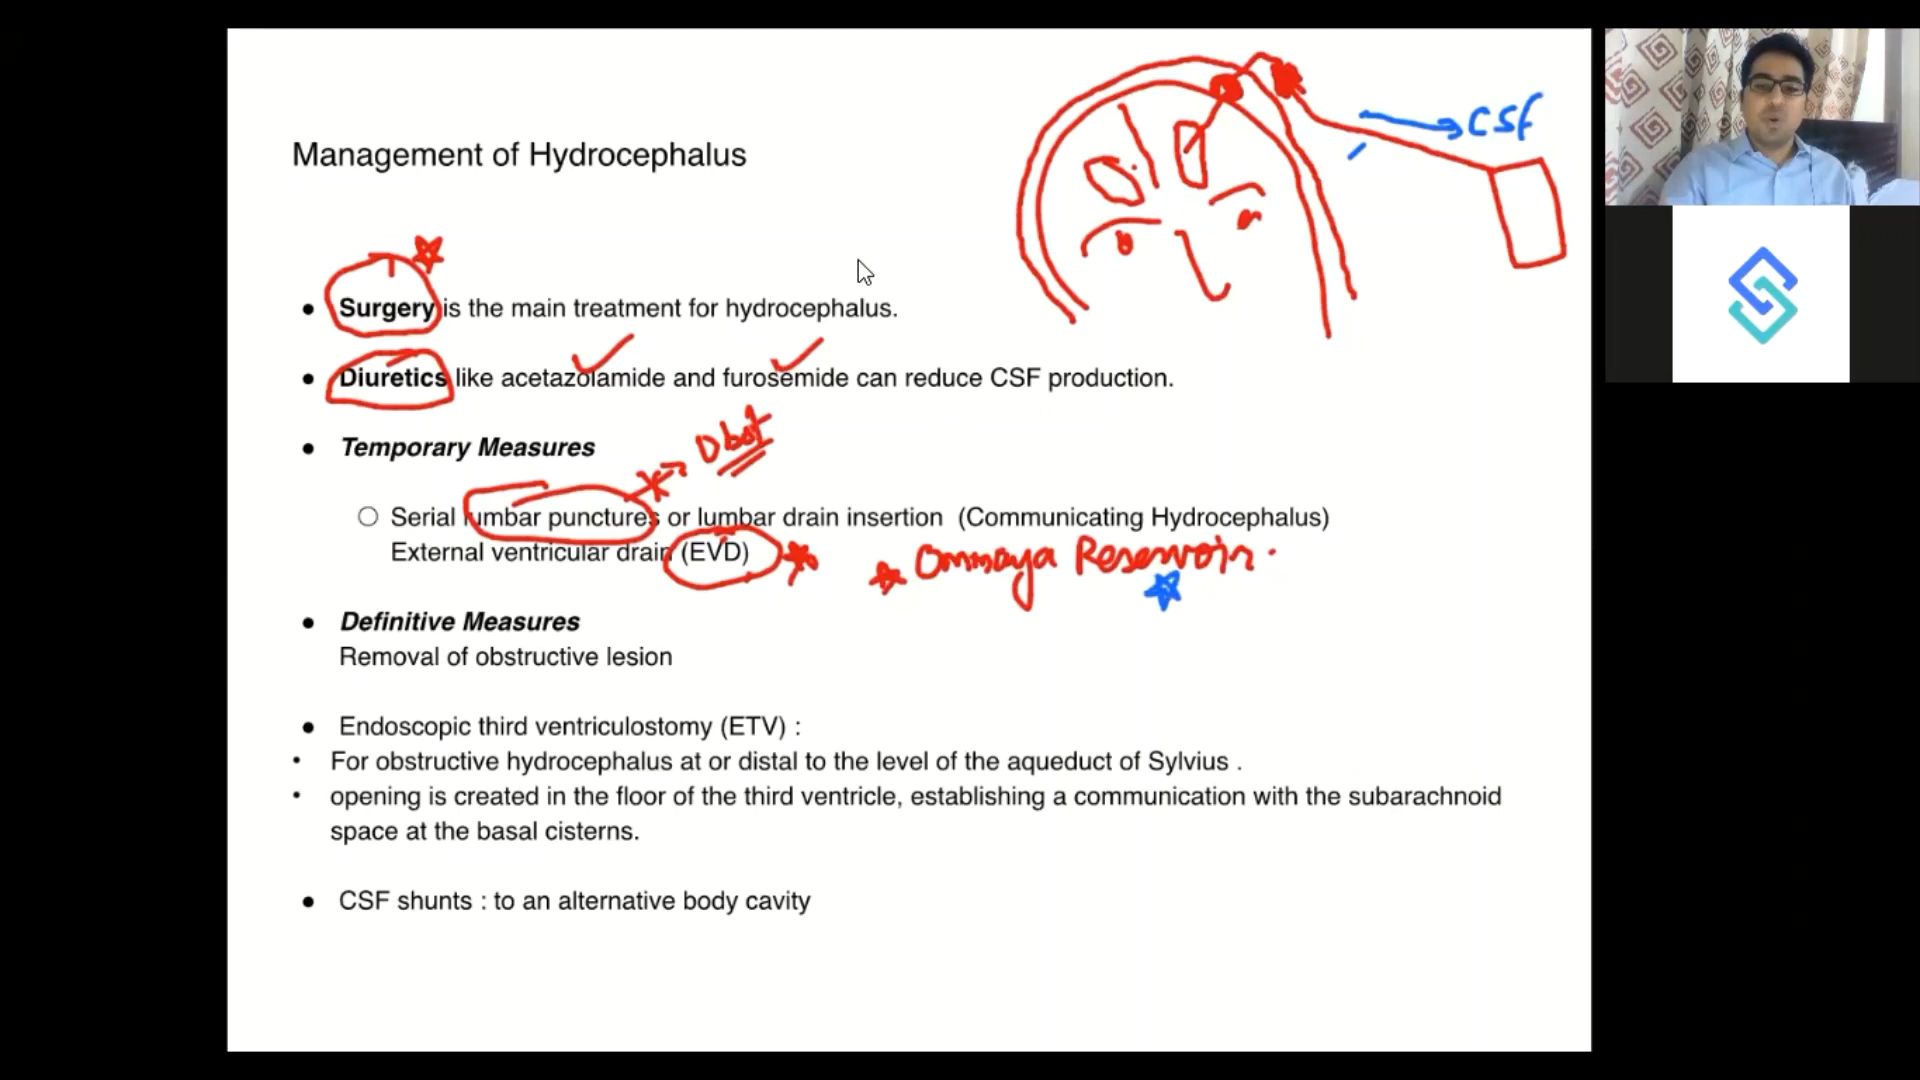 CSF
Management of Hydrocephalus
● Surgery is the main treatment for hydrocephalus.
● Diuretics like acetazolamide and furosemide can reduce CSF production.
● Temporary Measures
Obst
○ Serial lumbar punctures or lumbar drain insertion (Communicating Hydrocephalus)
External ventricular drain (EVD)
Ommaya Reservoir.
● Definitive Measures
Removal of obstructive lesion
● Endoscopic third ventriculostomy (ETV) :
• For obstructive hydrocephalus at or distal to the level of the aqueduct of Sylvius .
• opening is created in the floor of the third ventricle, establishing a communication with the subarachnoid
space at the basal cisterns.
● CSF shunts : to an alternative body cavity